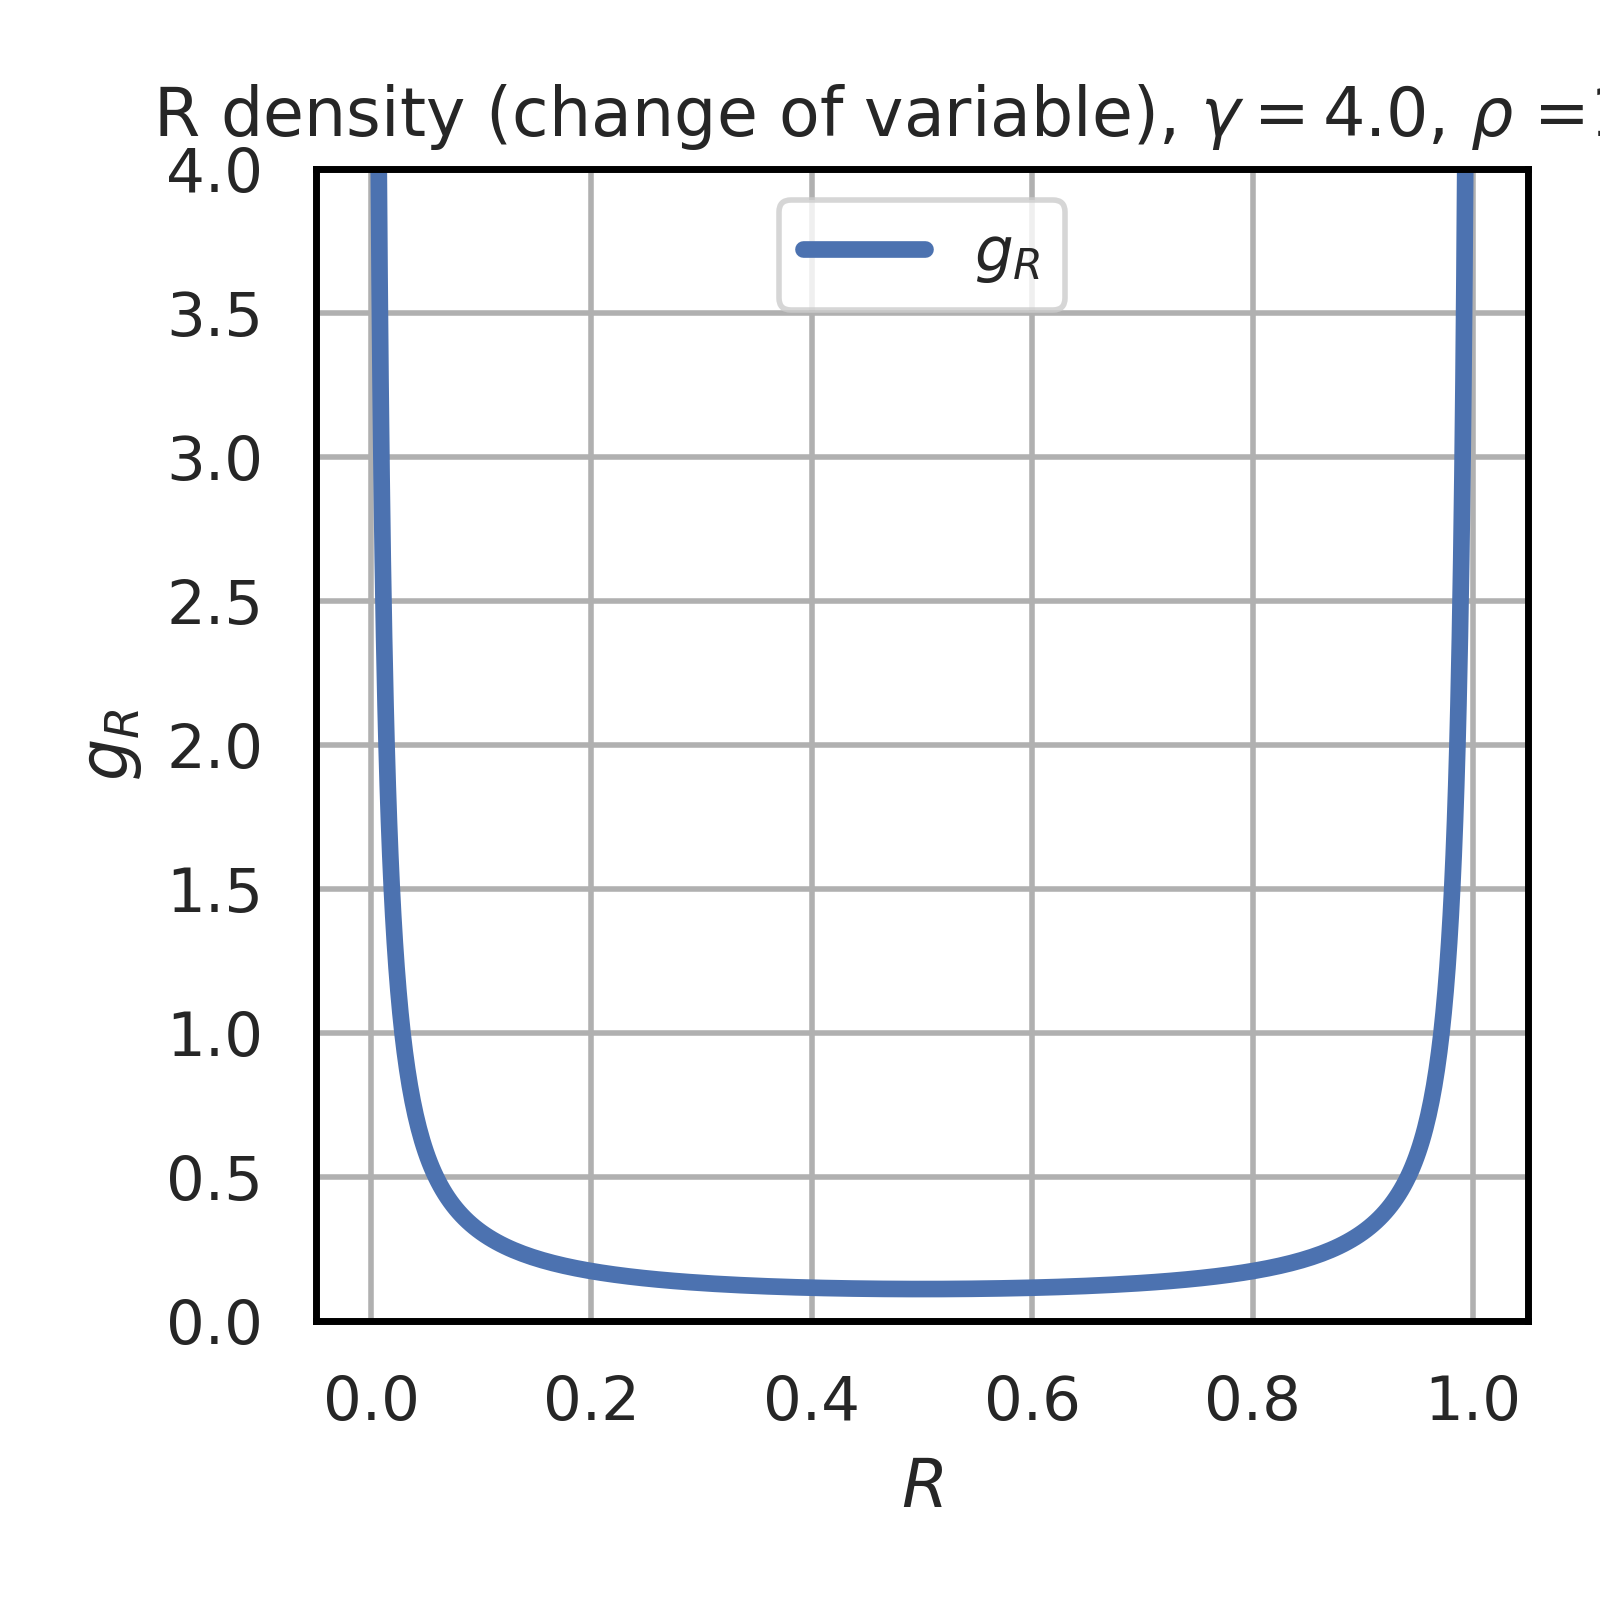 R density (change of variable), γ = 4.0, ρ =
4.0
g_R
3.5
3.0
2.5
2.0
1.5
1.0
0.5
0.0
g_R
0.0 0.2 0.4 0.6 0.8 1.0
R